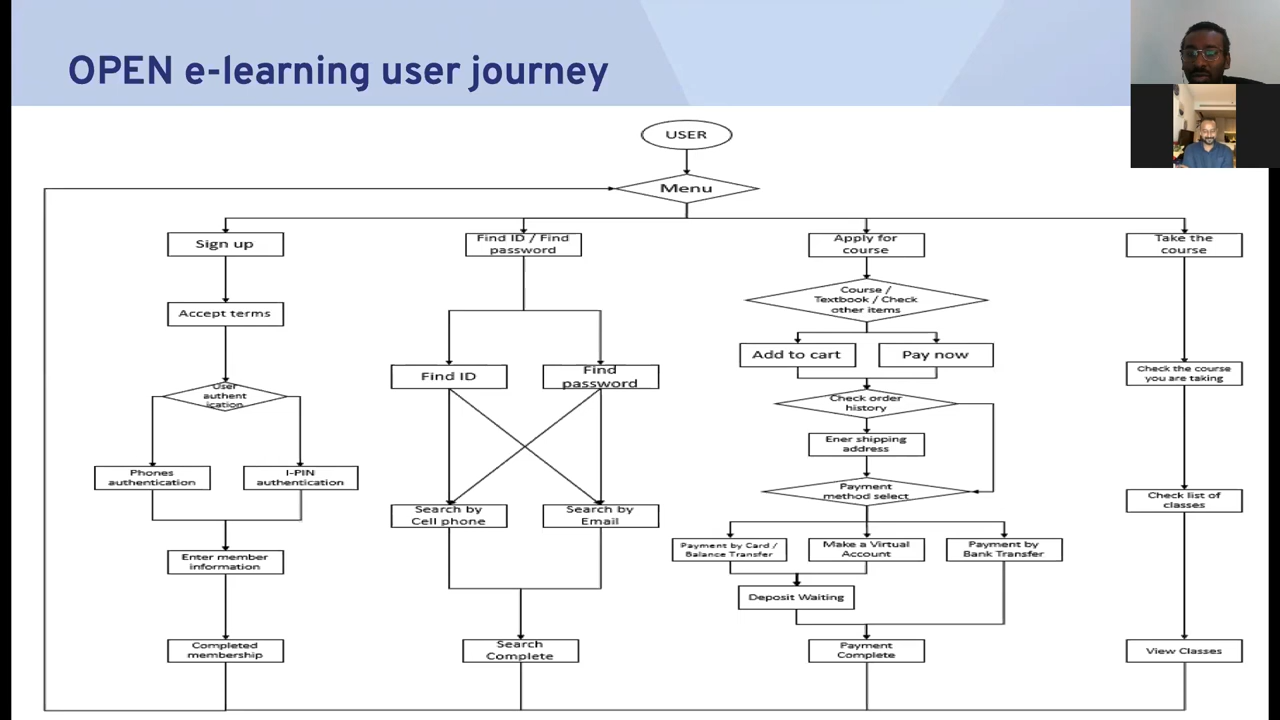 OPEN e-learning user journey
USER
Menu
Sign up
Find ID / Find
password
Apply for
course
Take the
course
Accept terms
Course /
Textbook / Check
other items
Add to cart
Pay now
Find ID
Find
password
Check the course
you are taking
User
authent
ication
Check order
history
Ener shipping
address
Phones
authentication
I-PIN
authentication
Payment
method select
Check list of
classes
Search by
Cell phone
Search by
Email
Payment by Card /
Balance Transfer
Make a Virtual
Account
Payment by
Bank Transfer
Enter member
information
Deposit Waiting
Completed
membership
Search
Complete
Payment
Complete
View Classes